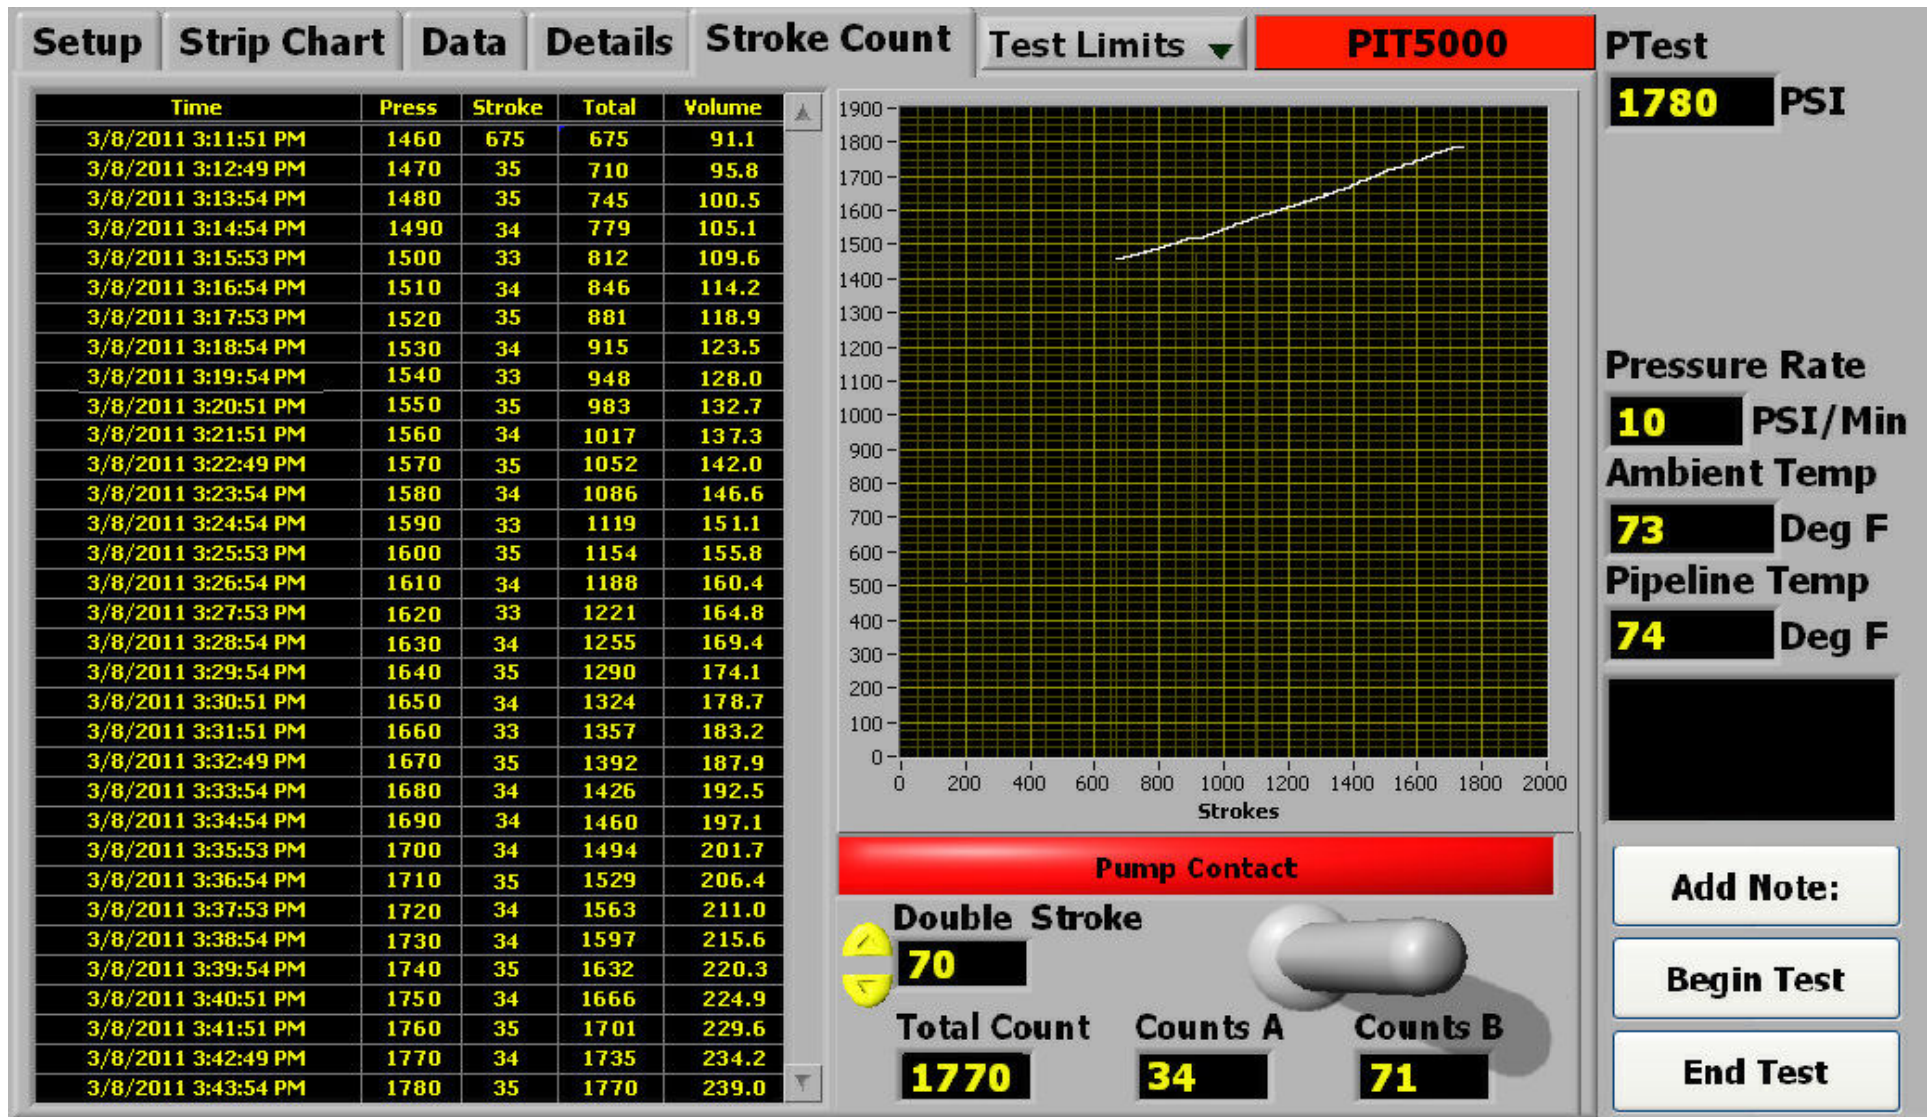 Setup Strip Chart Data Details Stroke Count Test Limits PIT5000
Time Press Stroke Total Volume
3/8/2011 3:11:51 PM 1460 675 675 91.1
3/8/2011 3:12:49 PM 1470 35 710 95.8
3/8/2011 3:13:54 PM 1480 35 745 100.5
3/8/2011 3:14:54 PM 1490 34 779 105.1
3/8/2011 3:15:53 PM 1500 33 812 109.6
3/8/2011 3:16:54 PM 1510 34 846 114.2
3/8/2011 3:17:53 PM 1520 35 881 118.9
3/8/2011 3:18:54 PM 1530 34 915 123.5
3/8/2011 3:19:54 PM 1540 33 948 128.0
3/8/2011 3:20:51 PM 1550 35 983 132.7
3/8/2011 3:21:51 PM 1560 34 1017 137.3
3/8/2011 3:22:49 PM 1570 35 1052 142.0
3/8/2011 3:23:54 PM 1580 34 1086 146.6
3/8/2011 3:24:54 PM 1590 33 1119 151.1
3/8/2011 3:25:53 PM 1600 35 1154 155.8
3/8/2011 3:26:54 PM 1610 34 1188 160.4
3/8/2011 3:27:53 PM 1620 33 1221 164.8
3/8/2011 3:28:54 PM 1630 34 1255 169.4
3/8/2011 3:29:54 PM 1640 35 1290 174.1
3/8/2011 3:30:51 PM 1650 34 1324 178.7
3/8/2011 3:31:51 PM 1660 33 1357 183.2
3/8/2011 3:32:49 PM 1670 35 1392 187.9
3/8/2011 3:33:54 PM 1680 34 1426 192.5
3/8/2011 3:34:54 PM 1690 34 1460 197.1
3/8/2011 3:35:53 PM 1700 34 1494 201.7
3/8/2011 3:36:54 PM 1710 35 1529 206.4
3/8/2011 3:37:53 PM 1720 34 1563 211.0
3/8/2011 3:38:54 PM 1730 34 1597 215.6
3/8/2011 3:39:54 PM 1740 35 1632 220.3
3/8/2011 3:40:51 PM 1750 34 1666 224.9
3/8/2011 3:41:51 PM 1760 35 1701 229.6
3/8/2011 3:42:49 PM 1770 34 1735 234.2
3/8/2011 3:43:54 PM 1780 35 1770 239.0
1900
1800
1700
1600
1500
1400
1300
1200
1100
1000
900
800
700
600
500
400
300
200
100
0
0 200 400 600 800 1000 1200 1400 1600 1800 2000
Strokes
Pump Contact
Double Stroke
70
Total Count Counts A Counts B
1770 34 71
PTest
1780 PSI
Pressure Rate
10 PSI/Min
Ambient Temp
73 Deg F
Pipeline Temp
74 Deg F
Add Note:
Begin Test
End Test